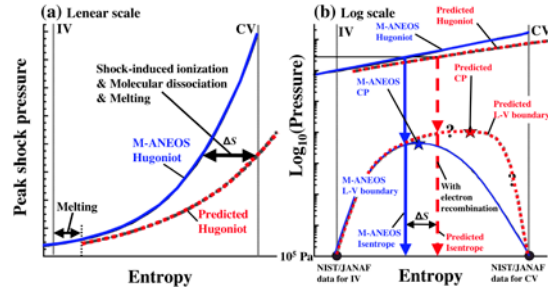 (a) Lenear scale
IV
CV
Shock-induced ionization
& Molecular dissociation
& Melting
ΔS
M-ANEOS
Hugoniot
Melting
Predicted
Hugoniot
Peak shock pressure
Entropy
(b) Log scale
Predicted
Hugoniot
IV
CV
M-ANEOS
Hugoniot
M-ANEOS
CP
Predicted
CP
?
Predicted
L-V boundary
M-ANEOS
L-V boundary
?
With
electron
recombination
M-ANEOS
Isentrope
ΔS
Predicted
Isentrope
Log10(Pressure)
10⁵ Pa
NIST/JANAF
data for IV
Entropy
NIST/JANAF
data for CV